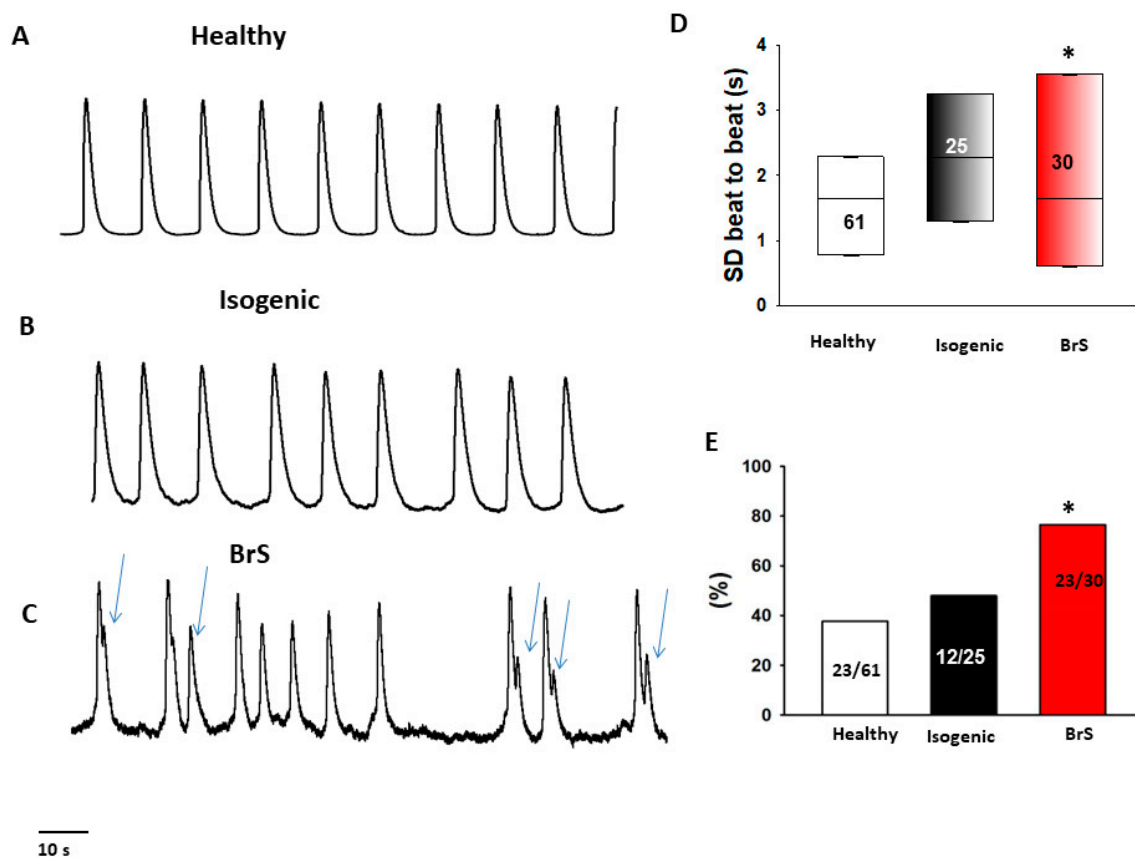 A
Healthy
Isogenic
B
BrS
C
10 s
D
SD beat to beat (s)
4
3
2
1
0
*
61
25
30
Healthy
Isogenic
BrS
E
(%)
100
80
60
40
20
0
*
23/61
12/25
23/30
Healthy
Isogenic
BrS